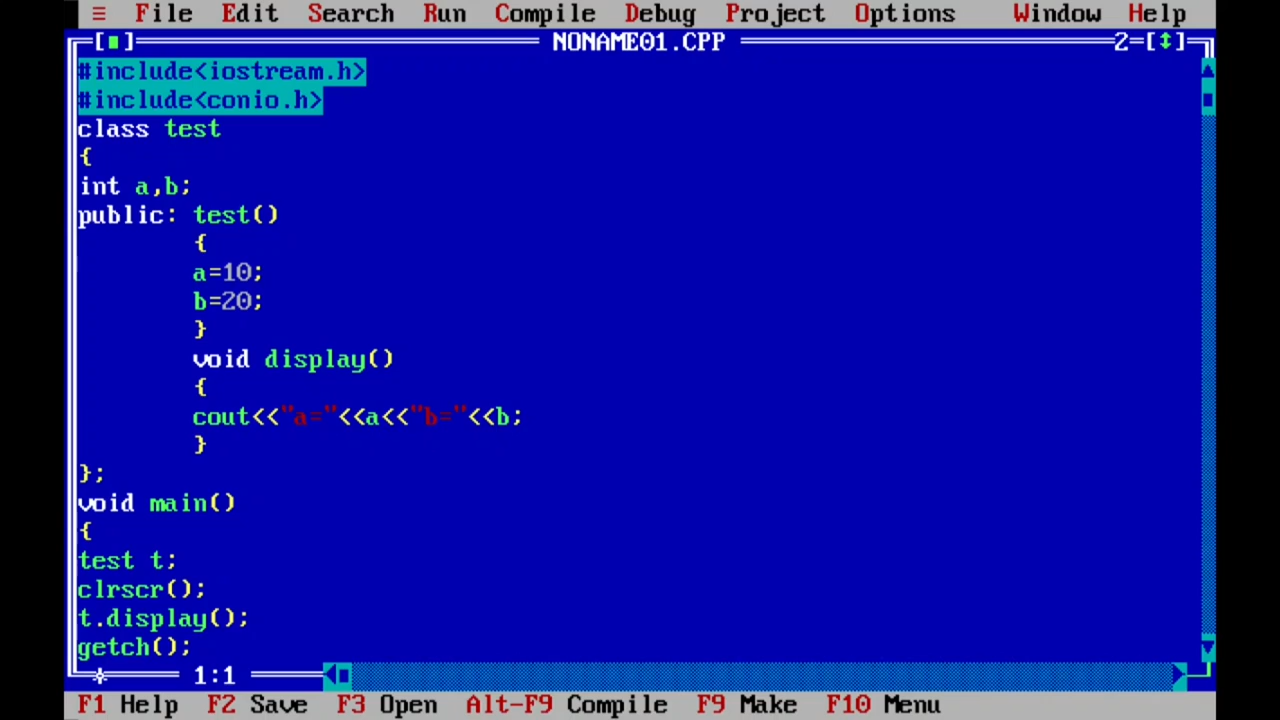 ≡ File Edit Search Run Compile Debug Project Options Window Help
[■] NONAME01.CPP 2=[↕]
#include<iostream.h>
#include<conio.h>
class test
{
int a,b;
public: test()
{
a=10;
b=20;
}
void display()
{
cout<<"a="<<a<<"b="<<b;
}
};
void main()
{
test t;
clrscr();
t.display();
getch();
1:1
F1 Help F2 Save F3 Open Alt-F9 Compile F9 Make F10 Menu